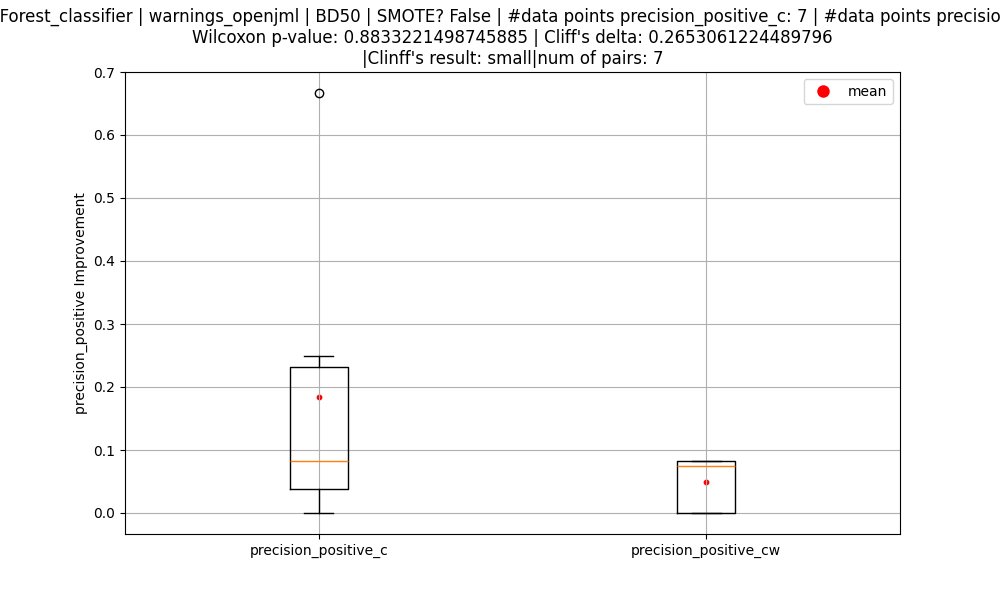 Forest_classifier | warnings_openjml | BD50 | SMOTE? False | #data points precision_positive_c: 7 | #data points precisio
Wilcoxon p-value: 0.8833221498745885 | Cliff's delta: 0.2653061224489796
|Clinff's result: small|num of pairs: 7
mean
0.7
0.6
0.5
0.4
0.3
0.2
0.1
0.0
precision_positive Improvement
precision_positive_c
precision_positive_cw